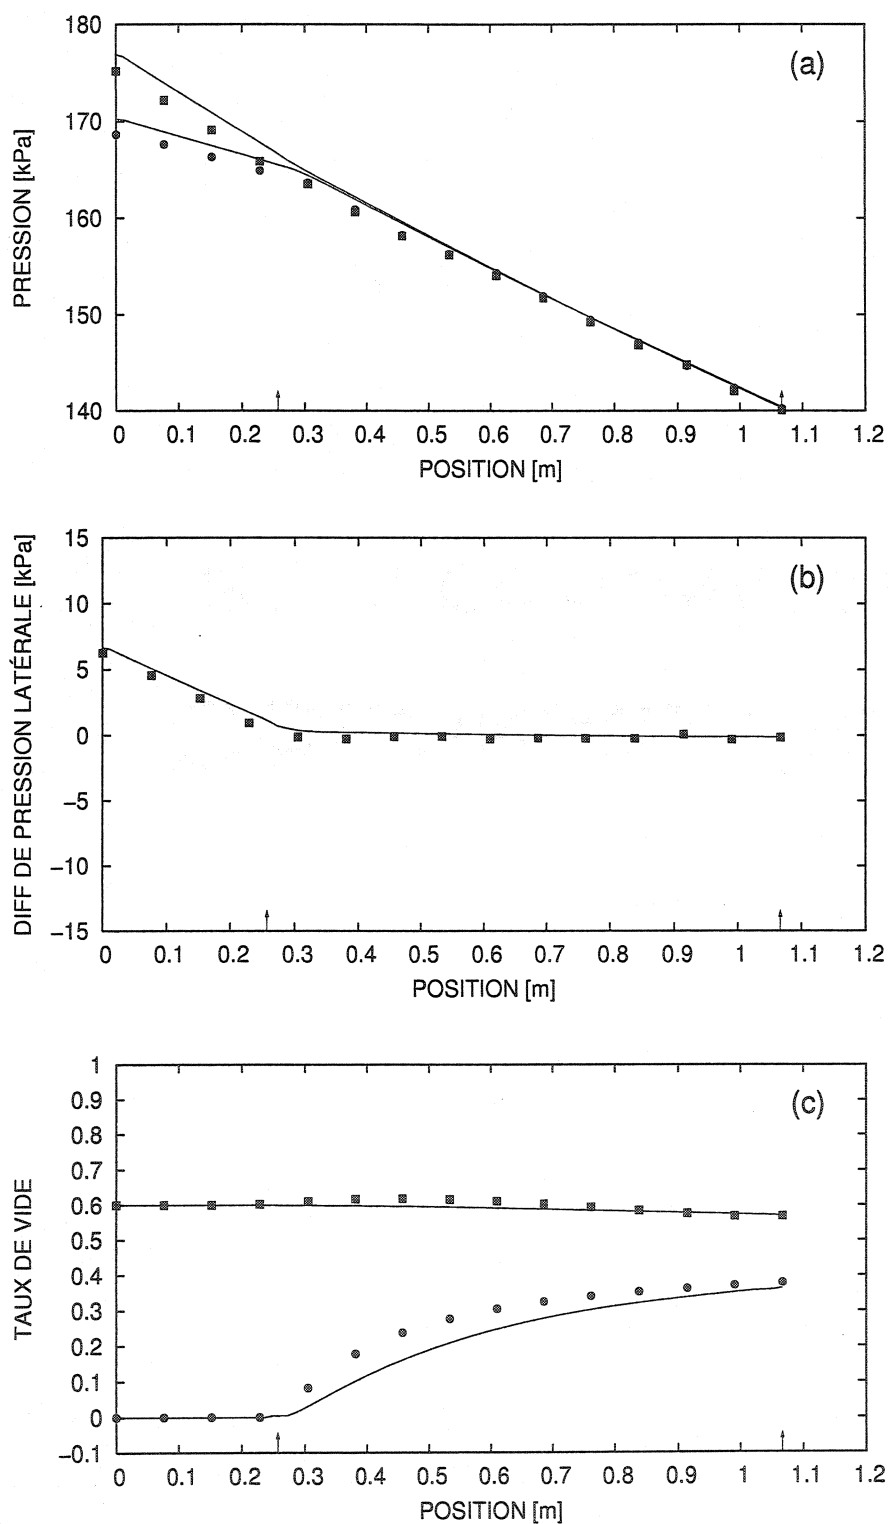 180
170
160
150
140
PRESSION [kPa]
(a)
0 0.1 0.2 0.3 0.4 0.5 0.6 0.7 0.8 0.9 1 1.1 1.2
POSITION [m]
15
10
5
0
−5
−10
−15
DIFF DE PRESSION LATÉRALE [kPa]
(b)
0 0.1 0.2 0.3 0.4 0.5 0.6 0.7 0.8 0.9 1 1.1 1.2
POSITION [m]
1
0.9
0.8
0.7
0.6
0.5
0.4
0.3
0.2
0.1
0
−0.1
TAUX DE VIDE
(c)
0 0.1 0.2 0.3 0.4 0.5 0.6 0.7 0.8 0.9 1 1.1 1.2
POSITION [m]